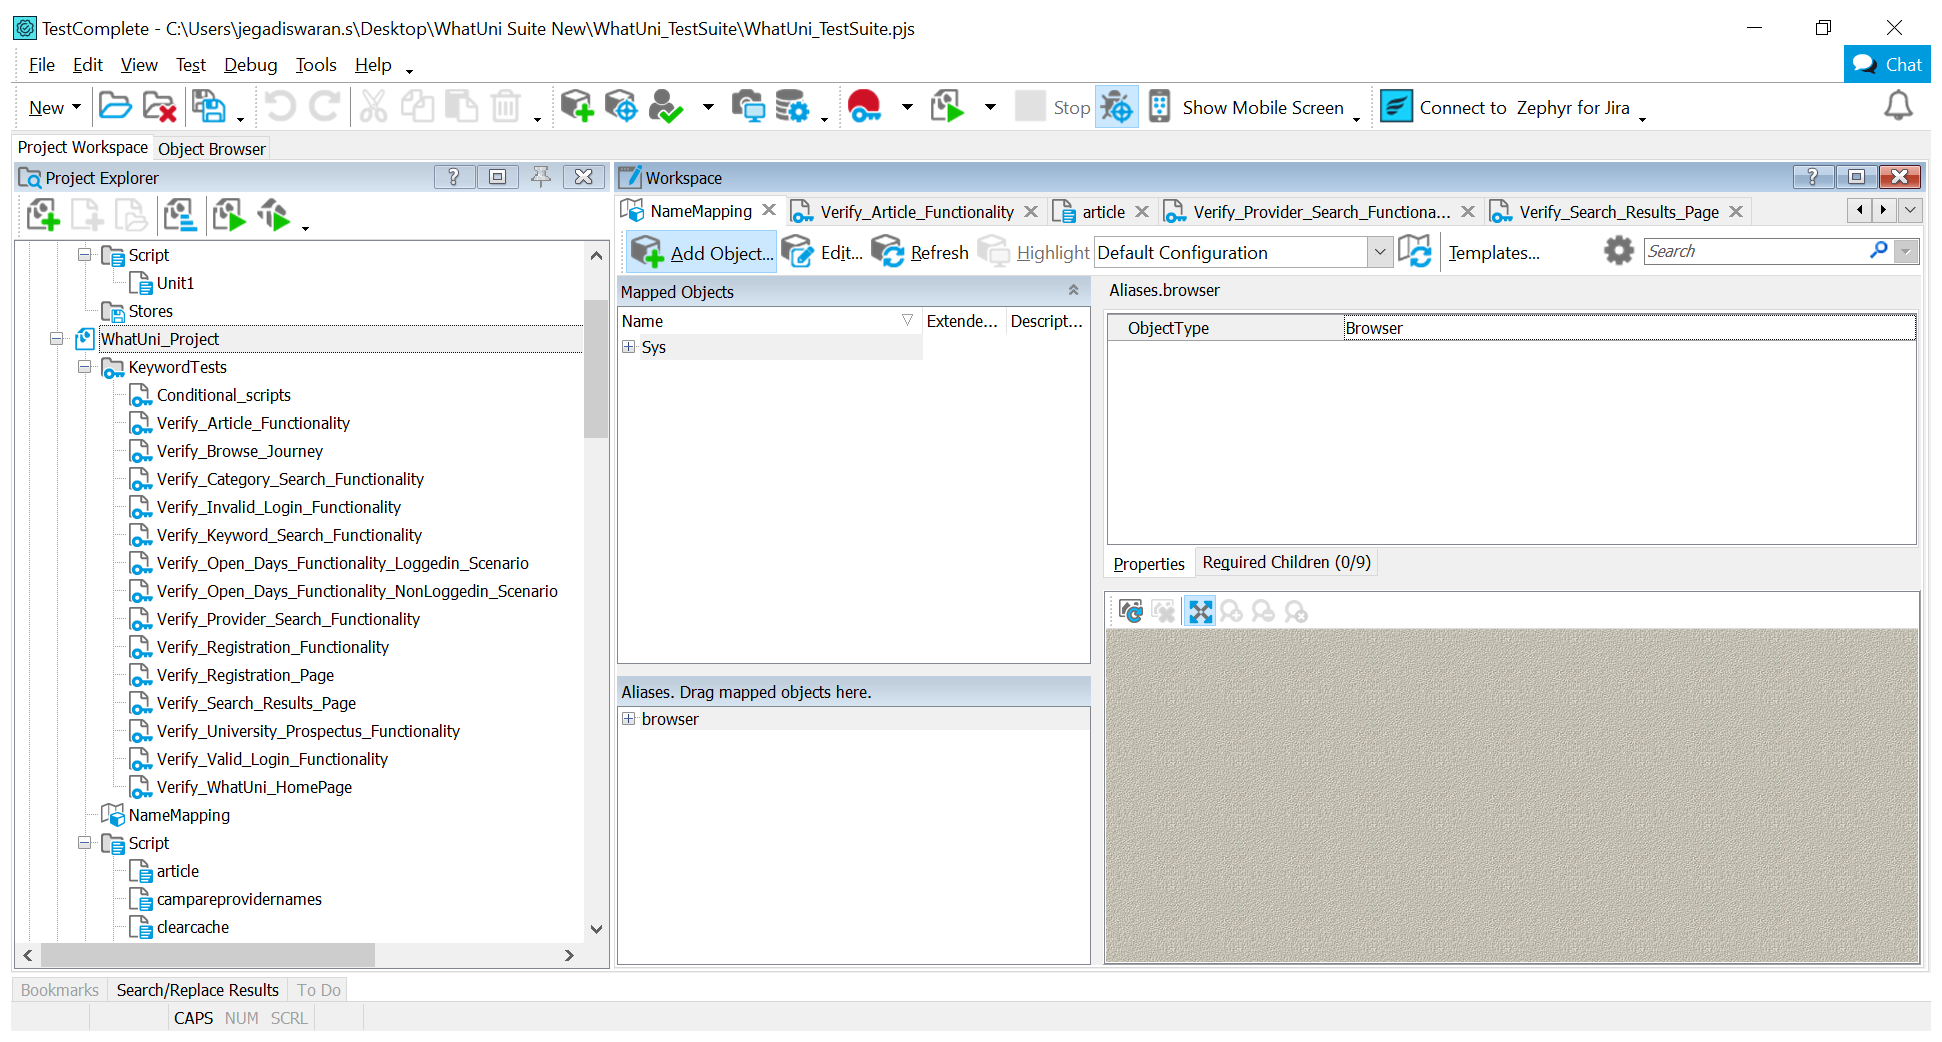 TestComplete - C:\Users\jegadiswaran.s\Desktop\WhatUni Suite New\WhatUni_TestSuite\WhatUni_TestSuite.pjs
File Edit View Test Debug Tools Help
Chat
New
Stop
Show Mobile Screen
Connect to Zephyr for Jira
Project Workspace
Object Browser
Project Explorer
Script
Unit1
Stores
WhatUni_Project
KeywordTests
Conditional_scripts
Verify_Article_Functionality
Verify_Browse_Journey
Verify_Category_Search_Functionality
Verify_Invalid_Login_Functionality
Verify_Keyword_Search_Functionality
Verify_Open_Days_Functionality_Loggedin_Scenario
Verify_Open_Days_Functionality_NonLoggedin_Scenario
Verify_Provider_Search_Functionality
Verify_Registration_Functionality
Verify_Registration_Page
Verify_Search_Results_Page
Verify_University_Prospectus_Functionality
Verify_Valid_Login_Functionality
Verify_WhatUni_HomePage
NameMapping
Script
article
campareprovidernames
clearcache
Workspace
NameMapping
Verify_Article_Functionality
article
Verify_Provider_Search_Functiona...
Verify_Search_Results_Page
Add Object...
Edit...
Refresh
Highlight
Default Configuration
Templates...
Search
Mapped Objects
Name Extende... Descript...
Sys
Aliases. Drag mapped objects here.
browser
Aliases.browser
ObjectType Browser
Properties
Required Children (0/9)
Bookmarks
Search/Replace Results
To Do
CAPS NUM SCRL